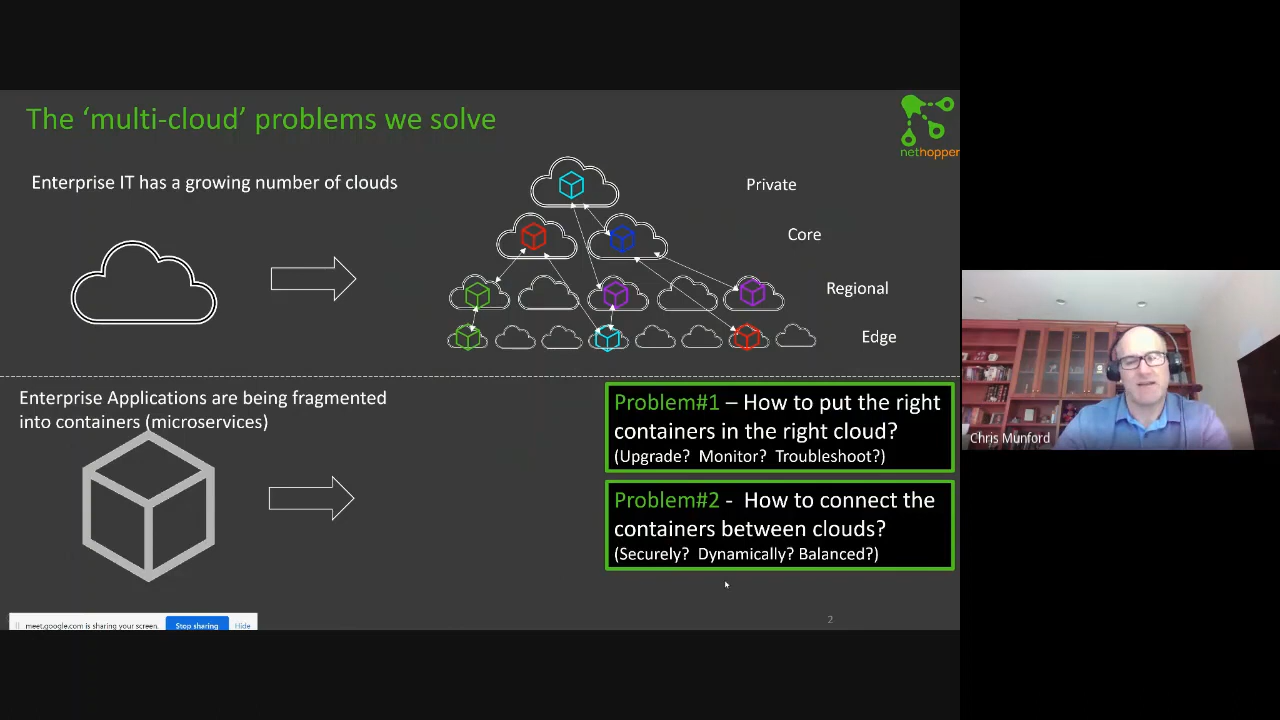 The ‘multi-cloud’ problems we solve
nethopper
Enterprise IT has a growing number of clouds
Private
Core
Regional
Edge
Enterprise Applications are being fragmented
into containers (microservices)
Problem#1 – How to put the right
containers in the right cloud?
(Upgrade? Monitor? Troubleshoot?)
Problem#2 - How to connect the
containers between clouds?
(Securely? Dynamically? Balanced?)
meet.google.com is sharing your screen. Stop sharing Hide
2
Chris Munford